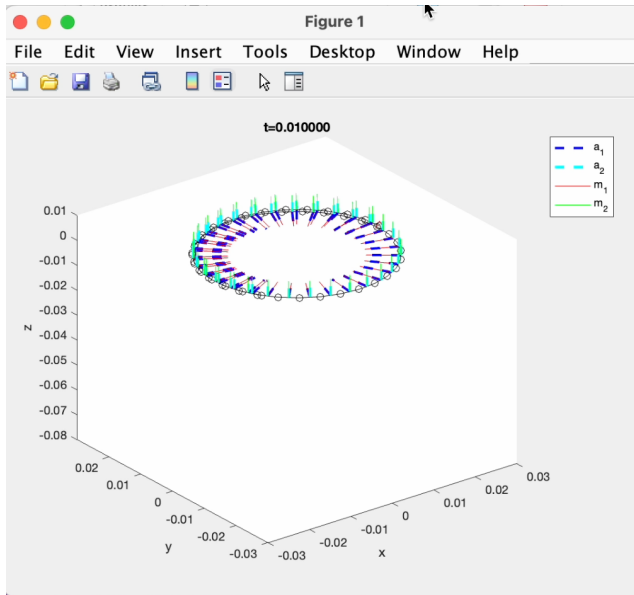 Figure 1
File Edit View Insert Tools Desktop Window Help
t=0.010000
a1
a2
m1
m2
0.01
0
-0.01
-0.02
-0.03
-0.04
-0.05
-0.06
-0.07
-0.08
z
0.02
0.01
0
-0.01
-0.02
-0.03
y
-0.03
-0.02
-0.01
0
0.01
0.02
0.03
x